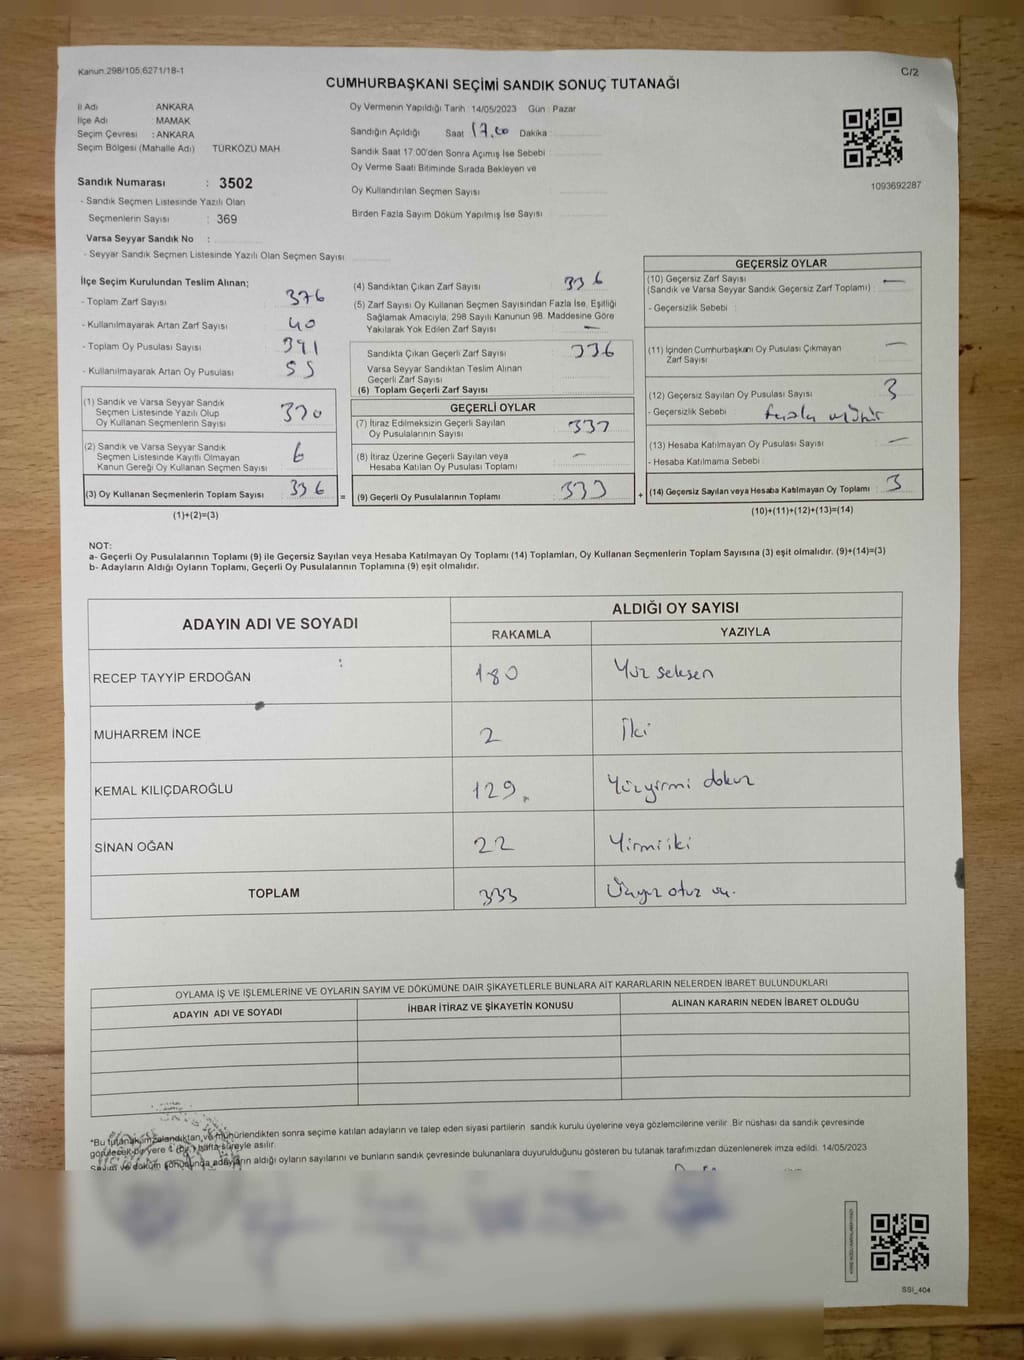 Kanun 298/105,6271/18-1
C/2
CUMHURBAŞKANI SEÇİMİ SANDIK SONUÇ TUTANAĞI
İl Adı ANKARA
İlçe Adı MAMAK
Seçim Çevresi : ANKARA
Seçim Bölgesi (Mahalle Adı) TÜRKÖZÜ MAH
Oy Vermenin Yapıldığı Tarih 14/05/2023 Gün : Pazar
Sandığın Açıldığı Saat 17.00 Dakika
Sandık Saat 17:00'den Sonra Açımış İse Sebebi
Oy Verme Saati Bitiminde Sırada Bekleyen ve
Oy Kullandırılan Seçmen Sayısı
Birden Fazla Sayım Döküm Yapılmış İse Sayısı
1093692287
Sandık Numarası : 3502
- Sandık Seçmen Listesinde Yazılı Olan
Seçmenlerin Sayısı : 369
Varsa Seyyar Sandık No :
- Seyyar Sandık Seçmen Listesinde Yazılı Olan Seçmen Sayısı
İlçe Seçim Kurulundan Teslim Alınan;
- Toplam Zarf Sayısı 376
- Kullanılmayarak Artan Zarf Sayısı 40
- Toplam Oy Pusulası Sayısı 391
- Kullanılmayarak Artan Oy Pusulası 55
(1) Sandık ve Varsa Seyyar Sandık
Seçmen Listesinde Yazılı Olup
Oy Kullanan Seçmenlerin Sayısı 330
(2) Sandık ve Varsa Seyyar Sandık
Seçmen Listesinde Kayıtlı Olmayan
Kanun Gereği Oy Kullanan Seçmen Sayısı 6
(3) Oy Kullanan Seçmenlerin Toplam Sayısı 336 =
(1)+(2)=(3)
(4) Sandıktan Çıkan Zarf Sayısı 336
(5) Zarf Sayısı Oy Kullanan Seçmen Sayısından Fazla İse, Eşitliği
Sağlamak Amacıyla, 298 Sayılı Kanunun 98. Maddesine Göre
Yakılarak Yok Edilen Zarf Sayısı —
Sandıkta Çıkan Geçerli Zarf Sayısı 336
Varsa Seyyar Sandıktan Teslim Alınan
Geçerli Zarf Sayısı
(6) Toplam Geçerli Zarf Sayısı
GEÇERLİ OYLAR
(7) İtiraz Edilmeksizin Geçerli Sayılan
Oy Pusulalarının Sayısı 333
(8) İtiraz Üzerine Geçerli Sayılan veya
Hesaba Katılan Oy Pusulası Toplamı —
(9) Geçerli Oy Pusulalarının Toplamı 333 +
GEÇERSİZ OYLAR
(10) Geçersiz Zarf Sayısı
(Sandık ve Varsa Seyyar Sandık Geçersiz Zarf Toplamı) : —
- Geçersizlik Sebebi
(11) İçinden Cumhurbaşkanı Oy Pusulası Çıkmayan
Zarf Sayısı —
(12) Geçersiz Sayılan Oy Pusulası Sayısı 3
- Geçersizlik Sebebi fazla mühür
(13) Hesaba Katılmayan Oy Pusulası Sayısı —
- Hesaba Katılmama Sebebi
(14) Geçersiz Sayılan veya Hesaba Katılmayan Oy Toplamı : 3
(10)+(11)+(12)+(13)=(14)
NOT:
a- Geçerli Oy Pusulalarının Toplamı (9) ile Geçersiz Sayılan veya Hesaba Katılmayan Oy Toplamı (14) Toplamları, Oy Kullanan Seçmenlerin Toplam Sayısına (3) eşit olmalıdır. (9)+(14)=(3)
b- Adayların Aldığı Oyların Toplamı, Geçerli Oy Pusulalarının Toplamına (9) eşit olmalıdır.
ADAYIN ADI VE SOYADI
ALDIĞI OY SAYISI
RAKAMLA YAZIYLA
RECEP TAYYİP ERDOĞAN 180 Yüz seksen
MUHARREM İNCE 2 İki
KEMAL KILIÇDAROĞLU 129 Yüzyirmi dokuz
SİNAN OĞAN 22 Yirmiiki
TOPLAM 333 Üçyüz otuz üç.
OYLAMA İŞ VE İŞLEMLERİNE VE OYLARIN SAYIM VE DÖKÜMÜNE DAİR ŞİKAYETLERLE BUNLARA AİT KARARLARIN NELERDEN İBARET BULUNDUKLARI
ADAYIN ADI VE SOYADI İHBAR İTİRAZ VE ŞİKAYETİN KONUSU ALINAN KARARIN NEDEN İBARET OLDUĞU
*Bu tutanak imzalandıktan ve mühürlendikten sonra seçime katılan adayların ve talep eden siyasi partilerin sandık kurulu üyelerine veya gözlemcilerine verilir. Bir nüshası da sandık çevresinde
görülecek bir yere 1 (bir) hafta süreyle asılır.
Sayım ve döküm sonucunda adayların aldığı oyların sayılarını ve bunların sandık çevresinde bulunanlara duyurulduğunu gösteren bu tutanak tarafımızdan düzenlenerek imza edildi. 14/05/2023
SSİ_404